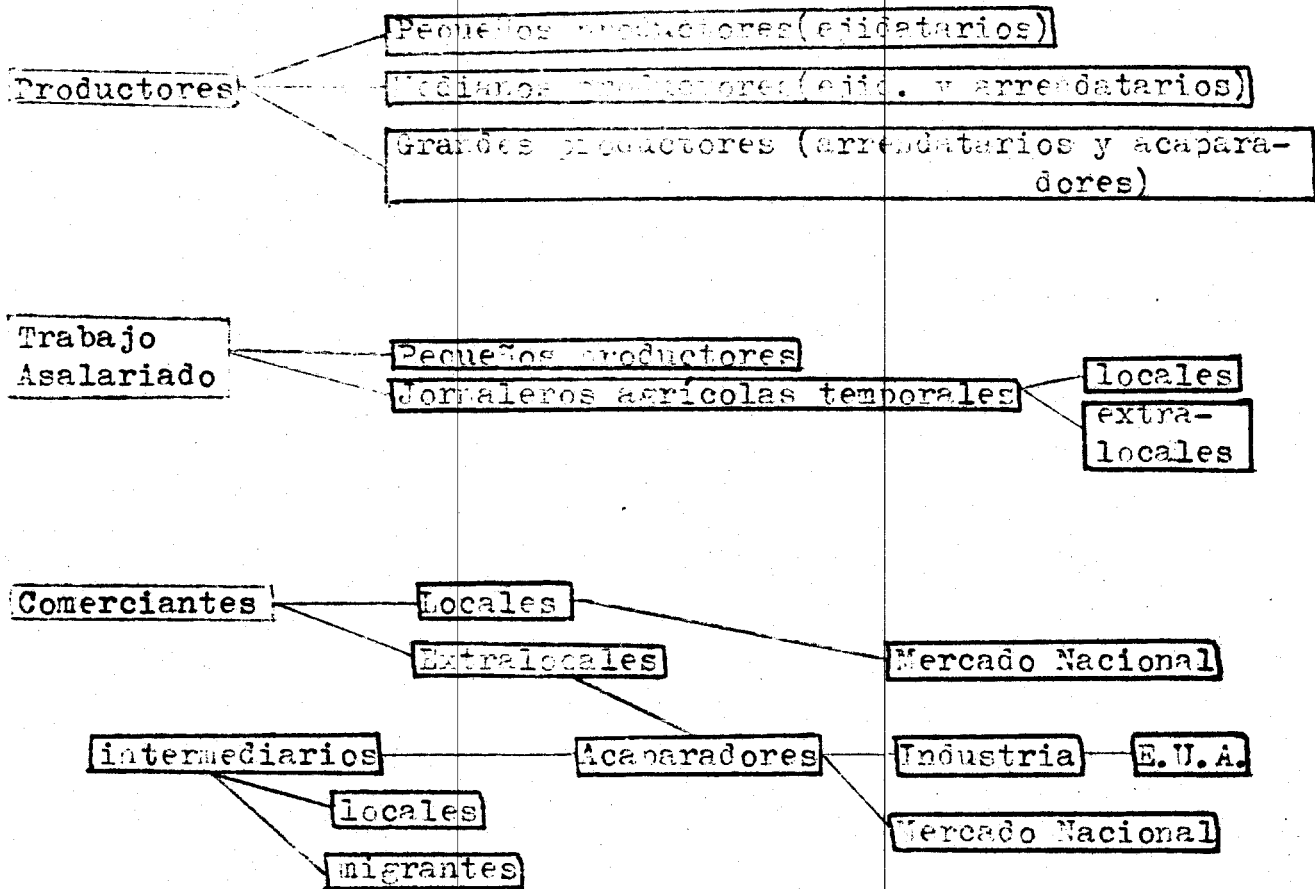 Pequeños productores(ejidatarios)
Productores
Medianos productores(ejid. y arrendatarios)
Grandes productores (arrendatarios y acapara-
dores)
Trabajo
Asalariado
Pequeños productores
Jornaleros agrícolas temporales
locales
extra-
locales
Comerciantes
Locales
Extralocales
Mercado Nacional
intermediarios
Acaparadores
Industria
E.U.A.
locales
Mercado Nacional
migrantes